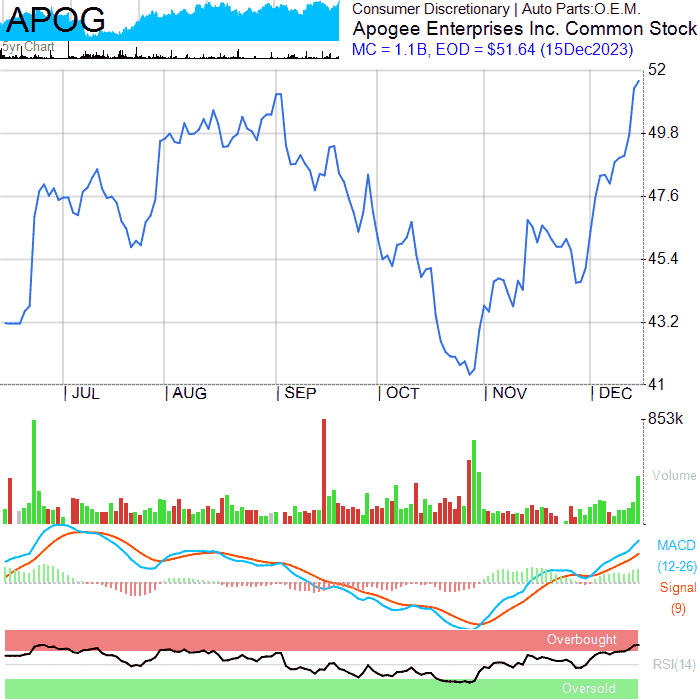 APOG
5yr Chart
Consumer Discretionary | Auto Parts:O.E.M.
Apogee Enterprises Inc. Common Stock
MC = 1.1B, EOD = $51.64 (15Dec2023)
52
49.8
47.6
45.4
43.2
41
JUL AUG SEP OCT NOV DEC
853k
Volume
MACD
(12-26)
Signal
(9)
Overbought
RSI(14)
Oversold